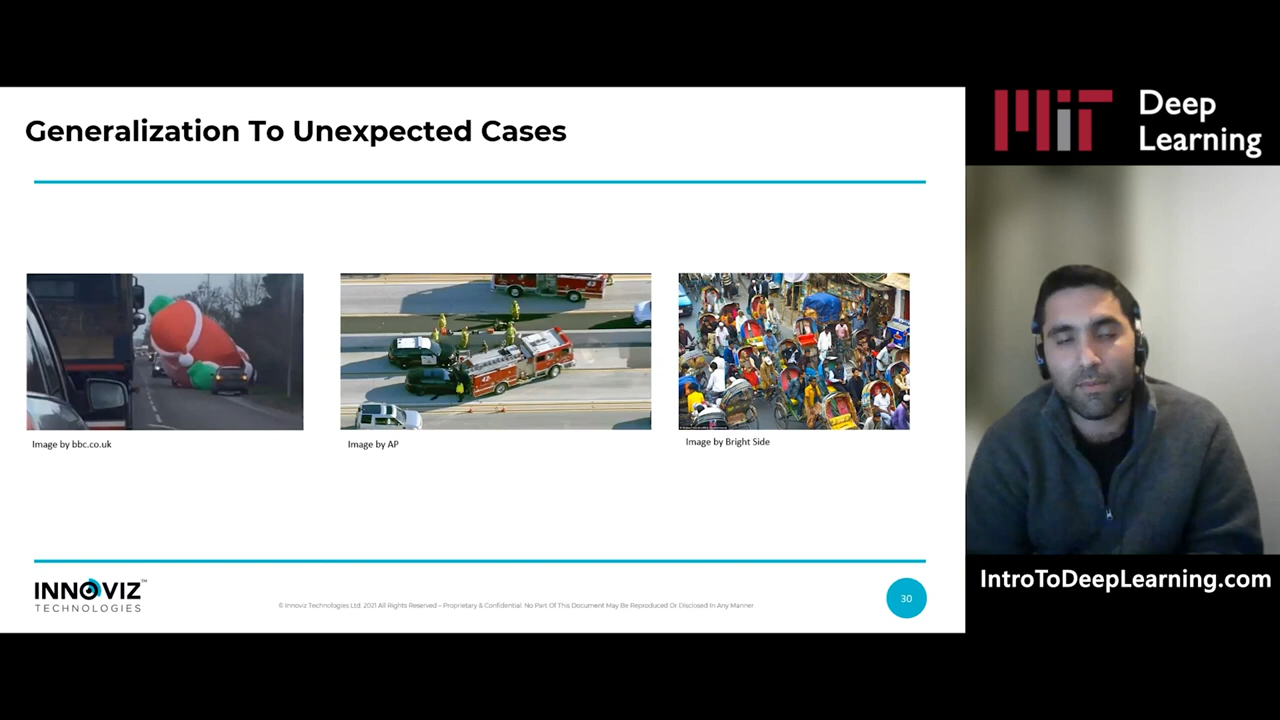 Generalization To Unexpected Cases
Image by bbc.co.uk
Image by AP
Image by Bright Side
INNOVIZ™
TECHNOLOGIES
© Innoviz Technologies Ltd. 2021 All Rights Reserved – Proprietary & Confidential. No Part Of This Document May Be Reproduced Or Disclosed In Any Manner
30
MIT
Deep
Learning
IntroToDeepLearning.com